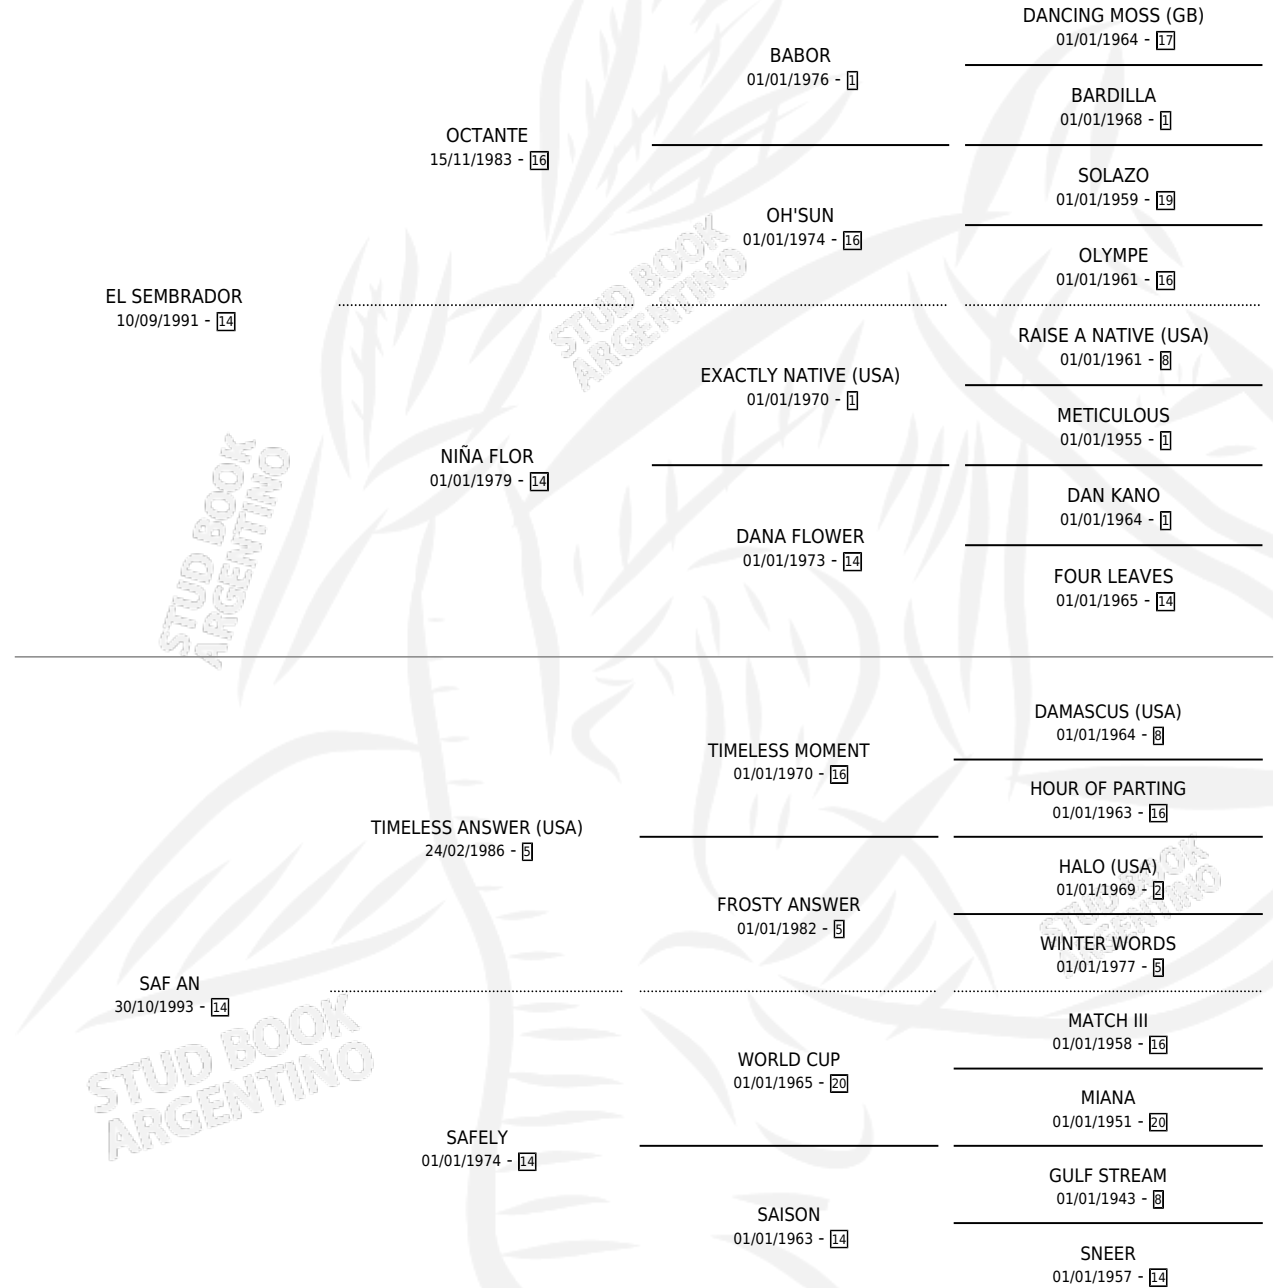 DANCING MOSS (GB)
01/01/1964 - 17
BABOR
01/01/1976 - 1
BARDILLA
01/01/1968 - 1
OCTANTE
15/11/1983 - 16
SOLAZO
01/01/1959 - 19
OH'SUN
01/01/1974 - 16
OLYMPE
01/01/1961 - 16
EL SEMBRADOR
10/09/1991 - 14
RAISE A NATIVE (USA)
01/01/1961 - 8
EXACTLY NATIVE (USA)
01/01/1970 - 1
METICULOUS
01/01/1955 - 1
NIÑA FLOR
01/01/1979 - 14
DAN KANO
01/01/1964 - 1
DANA FLOWER
01/01/1973 - 14
FOUR LEAVES
01/01/1965 - 14
STUD BOOK
ARGENTINO
STUD BOOK
ARGENTINO
DAMASCUS (USA)
01/01/1964 - 8
TIMELESS MOMENT
01/01/1970 - 16
HOUR OF PARTING
01/01/1963 - 16
TIMELESS ANSWER (USA)
24/02/1986 - 5
HALO (USA)
01/01/1969 - 2
FROSTY ANSWER
01/01/1982 - 5
WINTER WORDS
01/01/1977 - 5
STUD BOOK
ARGENTINO
SAF AN
30/10/1993 - 14
MATCH III
01/01/1958 - 16
WORLD CUP
01/01/1965 - 20
MIANA
01/01/1951 - 20
STUD BOOK
ARGENTINO
SAFELY
01/01/1974 - 14
GULF STREAM
01/01/1943 - 8
SAISON
01/01/1963 - 14
SNEER
01/01/1957 - 14